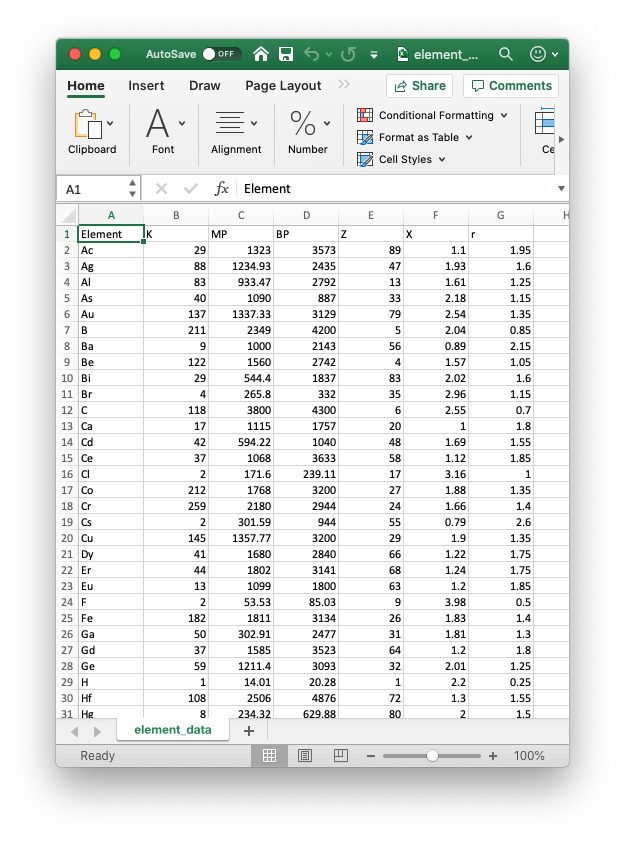 AutoSave OFF element_...
Home Insert Draw Page Layout Share Comments
Clipboard Font Alignment Number Conditional Formatting Format as Table Cell Styles Ce
A1 fx Element
A B C D E F G H
1 Element K MP BP Z X r
2 Ac 29 1323 3573 89 1.1 1.95
3 Ag 88 1234.93 2435 47 1.93 1.6
4 Al 83 933.47 2792 13 1.61 1.25
5 As 40 1090 887 33 2.18 1.15
6 Au 137 1337.33 3129 79 2.54 1.35
7 B 211 2349 4200 5 2.04 0.85
8 Ba 9 1000 2143 56 0.89 2.15
9 Be 122 1560 2742 4 1.57 1.05
10 Bi 29 544.4 1837 83 2.02 1.6
11 Br 4 265.8 332 35 2.96 1.15
12 C 118 3800 4300 6 2.55 0.7
13 Ca 17 1115 1757 20 1 1.8
14 Cd 42 594.22 1040 48 1.69 1.55
15 Ce 37 1068 3633 58 1.12 1.85
16 Cl 2 171.6 239.11 17 3.16 1
17 Co 212 1768 3200 27 1.88 1.35
18 Cr 259 2180 2944 24 1.66 1.4
19 Cs 2 301.59 944 55 0.79 2.6
20 Cu 145 1357.77 3200 29 1.9 1.35
21 Dy 41 1680 2840 66 1.22 1.75
22 Er 44 1802 3141 68 1.24 1.75
23 Eu 13 1099 1800 63 1.2 1.85
24 F 2 53.53 85.03 9 3.98 0.5
25 Fe 182 1811 3134 26 1.83 1.4
26 Ga 50 302.91 2477 31 1.81 1.3
27 Gd 37 1585 3523 64 1.2 1.8
28 Ge 59 1211.4 3093 32 2.01 1.25
29 H 1 14.01 20.28 1 2.2 0.25
30 Hf 108 2506 4876 72 1.3 1.55
31 Hg 8 234.32 629.88 80 2 1.5
element_data +
Ready 100%